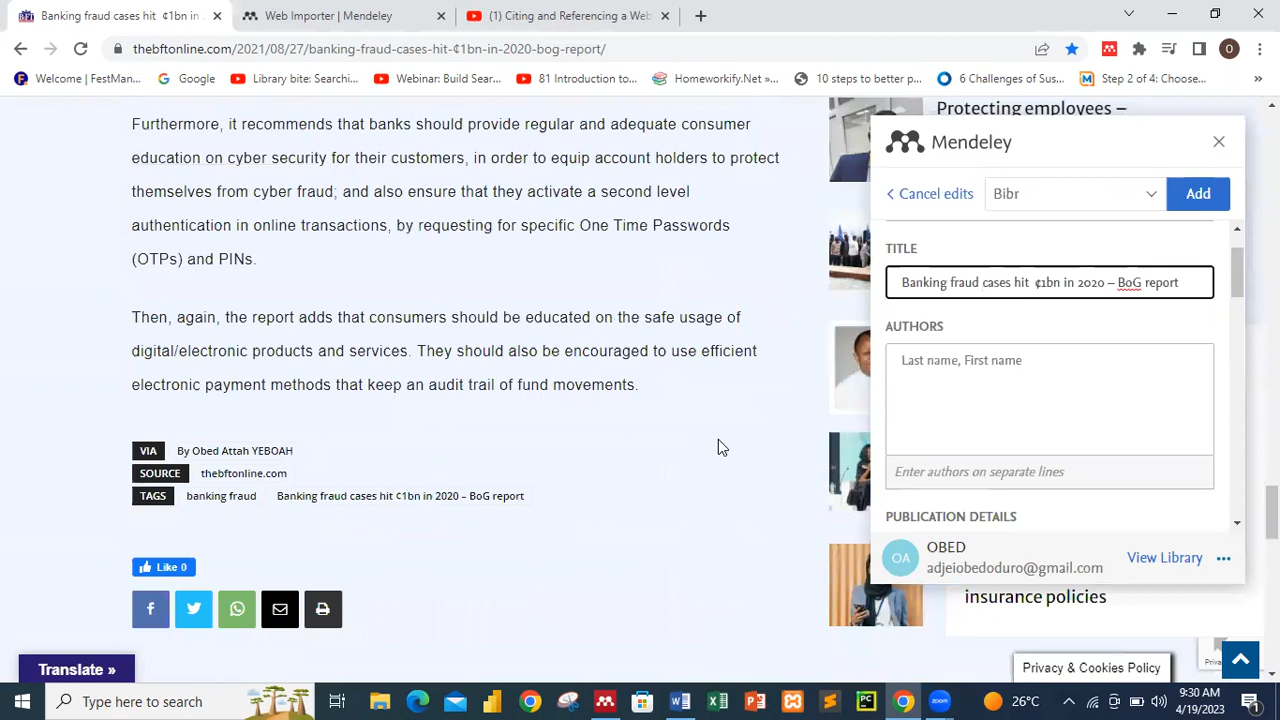 Banking fraud cases hit ¢1bn in
Web Importer | Mendeley
(1) Citing and Referencing a Web
thebftonline.com/2021/08/27/banking-fraud-cases-hit-¢1bn-in-2020-bog-report/
O
Welcome | FestMan...
Google
Library bite: Searchi...
Webinar: Build Sear...
81 Introduction to...
Homeworkify.Net »...
10 steps to better p...
6 Challenges of Sus...
Step 2 of 4: Choose...
»
Furthermore, it recommends that banks should provide regular and adequate consumer
education on cyber security for their customers, in order to equip account holders to protect
themselves from cyber fraud; and also ensure that they activate a second level
authentication in online transactions, by requesting for specific One Time Passwords
(OTPs) and PINs.
Then, again, the report adds that consumers should be educated on the safe usage of
digital/electronic products and services. They should also be encouraged to use efficient
electronic payment methods that keep an audit trail of fund movements.
VIA By Obed Attah YEBOAH
SOURCE thebftonline.com
TAGS banking fraud Banking fraud cases hit ¢1bn in 2020 – BoG report
Like 0
Translate »
Protecting employees –
Mendeley
Cancel edits
Bibr
Add
TITLE
Banking fraud cases hit ¢1bn in 2020 – BoG report
AUTHORS
Last name, First name
Enter authors on separate lines
PUBLICATION DETAILS
OA
OBED
adjeiobedoduro@gmail.com
View Library
insurance policies
Privacy & Cookies Policy
Type here to search
PC
zoom
26°C
9:30 AM
4/19/2023
1